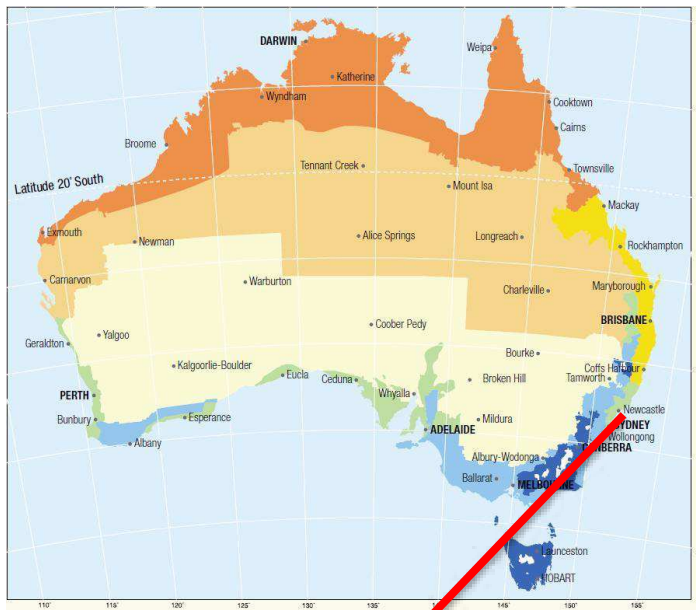 DARWIN
Weipa
Katherine
Wyndham
Cooktown
Cairns
Broome
Tennant Creek
Townsville
Latitude 20˚ South
Mount Isa
Mackay
Exmouth
Newman
Alice Springs
Longreach
Rockhampton
Carnarvon
Warburton
Charleville
Maryborough
BRISBANE
Coober Pedy
Yalgoo
Geraldton
Bourke
Kalgoorlie-Boulder
Coffs Harbour
Eucla
Ceduna
Broken Hill
Tamworth
PERTH
Whyalla
Newcastle
Bunbury
Esperance
Mildura
ADELAIDE
Wollongong
Albany
Albury-Wodonga
Ballarat
Launceston
HOBART
110˚ 115˚ 120˚ 125˚ 130˚ 135˚ 145˚ 150˚ 155˚